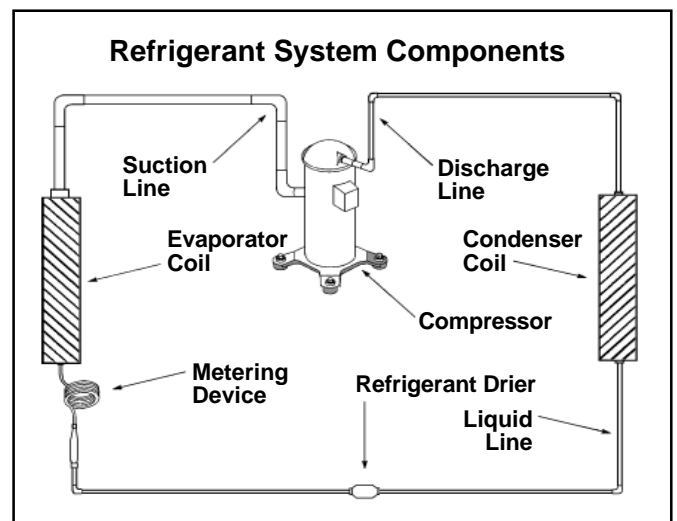 Refrigerant System Components
Suction
Line
Discharge
Line
Evaporator
Coil
Condenser
Coil
Compressor
Metering
Device
Refrigerant Drier
Liquid
Line